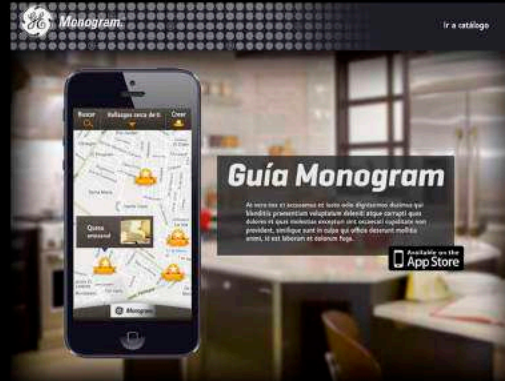 Monogram.
Ir a catálogo
Buscar
Hallazgos cerca de ti
Crear
Queso
artesanal
Monogram
Guía Monogram
At vero eos et accusamus et iusto odio dignissimos ducimus qui
blanditiis praesentium voluptatum deleniti atque corrupti quos
dolores et quas molestias excepturi sint occaecati cupiditate non
provident, similique sunt in culpa qui officia deserunt mollitia
animi, id est laborum et dolorum fuga.
Available on the
App Store